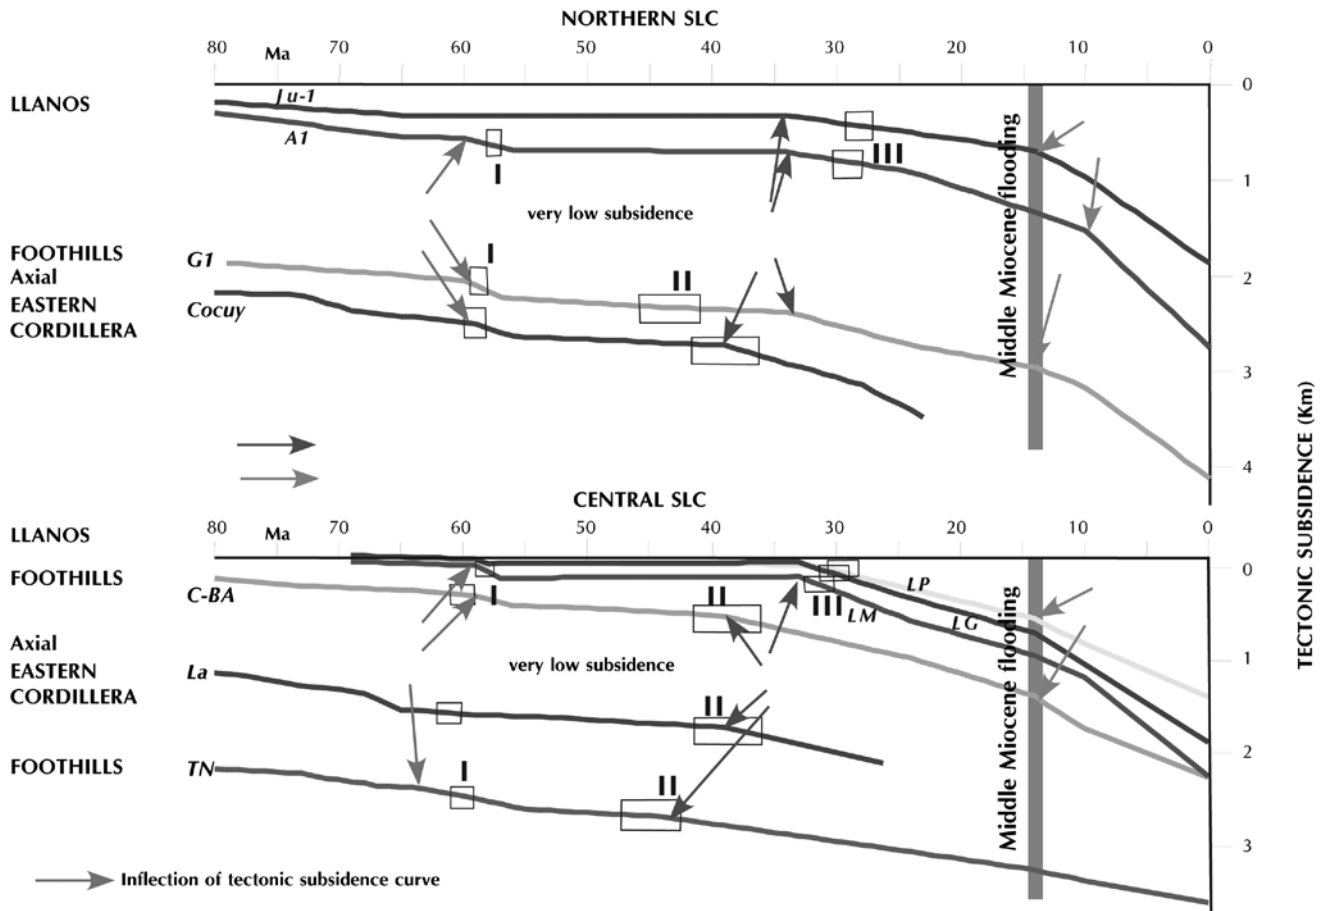 NORTHERN SLC
80 Ma 70 60 50 40 30 20 10 0
LLANOS
Ju-1
0
A1
I
III
1
very low subsidence
Middle Miocene flooding
FOOTHILLS
G1
I
II
2
Axial
EASTERN
Cocuy
CORDILLERA
3
4
TECTONIC SUBSIDENCE (Km)
CENTRAL SLC
80 Ma 70 60 50 40 30 20 10 0
LLANOS
0
FOOTHILLS
C-BA
I
II
III
LM
LP
LG
Middle Miocene flooding
Axial
very low subsidence
1
EASTERN
La
CORDILLERA
II
2
FOOTHILLS
TN
I
II
3
Inflection of tectonic subsidence curve